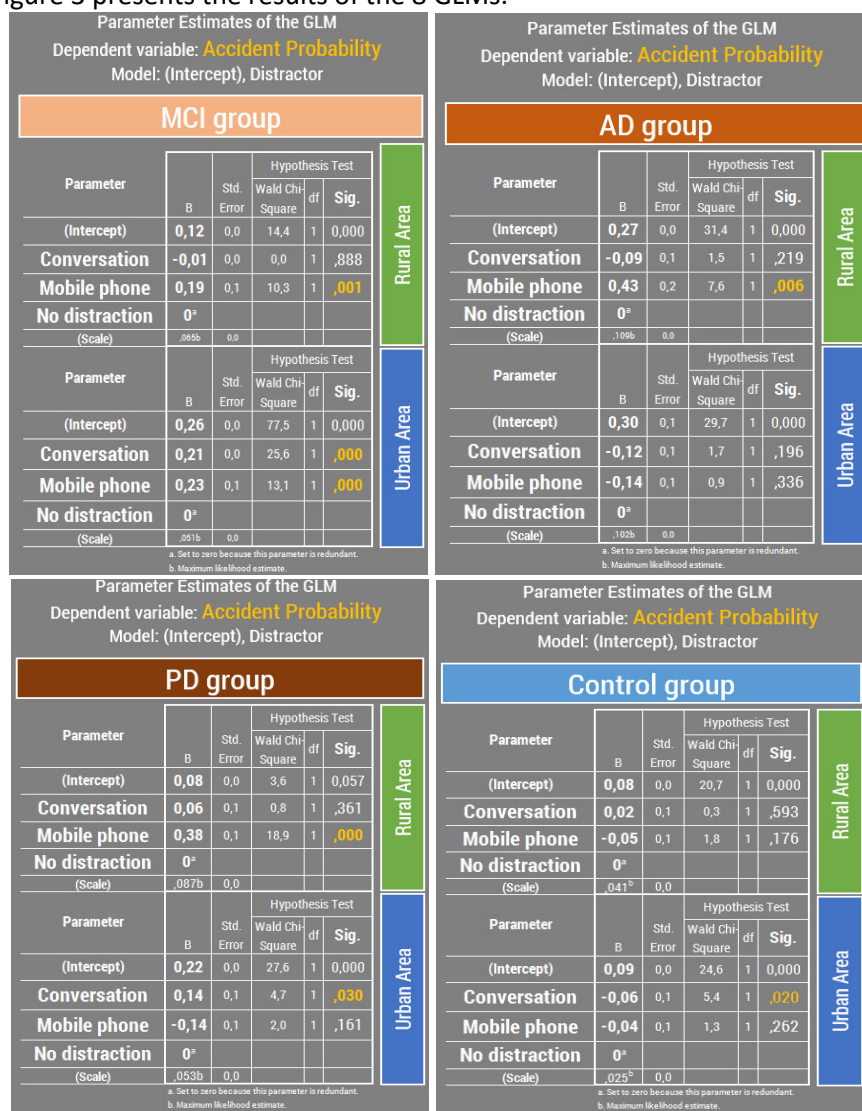 igure 5 presents the results of the 8 GLMs.
Parameter Estimates of the GLM
Dependent variable: Accident Probability
Model: (Intercept), Distractor
MCI group
Rural Area
Parameter B Std. Error Hypothesis Test Wald Chi-Square df Sig.
(Intercept) 0,12 0,0 14,4 1 0,000
Conversation -0,01 0,0 0,0 1 ,888
Mobile phone 0,19 0,1 10,3 1 ,001
No distraction 0a
(Scale) ,065b 0,0
Urban Area
Parameter B Std. Error Hypothesis Test Wald Chi-Square df Sig.
(Intercept) 0,26 0,0 77,5 1 0,000
Conversation 0,21 0,0 25,6 1 ,000
Mobile phone 0,23 0,1 13,1 1 ,000
No distraction 0a
(Scale) ,051b 0,0
a. Set to zero because this parameter is redundant.
b. Maximum likelihood estimate.
Parameter Estimates of the GLM
Dependent variable: Accident Probability
Model: (Intercept), Distractor
AD group
Rural Area
Parameter B Std. Error Hypothesis Test Wald Chi-Square df Sig.
(Intercept) 0,27 0,0 31,4 1 0,000
Conversation -0,09 0,1 1,5 1 ,219
Mobile phone 0,43 0,2 7,6 1 ,006
No distraction 0a
(Scale) ,109b 0,0
Urban Area
Parameter B Std. Error Hypothesis Test Wald Chi-Square df Sig.
(Intercept) 0,30 0,1 29,7 1 0,000
Conversation -0,12 0,1 1,7 1 ,196
Mobile phone -0,14 0,1 0,9 1 ,336
No distraction 0a
(Scale) ,102b 0,0
a. Set to zero because this parameter is redundant.
b. Maximum likelihood estimate.
Parameter Estimates of the GLM
Dependent variable: Accident Probability
Model: (Intercept), Distractor
PD group
Rural Area
Parameter B Std. Error Hypothesis Test Wald Chi-Square df Sig.
(Intercept) 0,08 0,0 3,6 1 0,057
Conversation 0,06 0,1 0,8 1 ,361
Mobile phone 0,38 0,1 18,9 1 ,000
No distraction 0a
(Scale) ,087b 0,0
Urban Area
Parameter B Std. Error Hypothesis Test Wald Chi-Square df Sig.
(Intercept) 0,22 0,0 27,6 1 0,000
Conversation 0,14 0,1 4,7 1 ,030
Mobile phone -0,14 0,1 2,0 1 ,161
No distraction 0a
(Scale) ,053b 0,0
a. Set to zero because this parameter is redundant.
b. Maximum likelihood estimate.
Parameter Estimates of the GLM
Dependent variable: Accident Probability
Model: (Intercept), Distractor
Control group
Rural Area
Parameter B Std. Error Hypothesis Test Wald Chi-Square df Sig.
(Intercept) 0,08 0,0 20,7 1 0,000
Conversation 0,02 0,1 0,3 1 ,593
Mobile phone -0,05 0,1 1,8 1 ,176
No distraction 0a
(Scale) ,041b 0,0
Urban Area
Parameter B Std. Error Hypothesis Test Wald Chi-Square df Sig.
(Intercept) 0,09 0,0 24,6 1 0,000
Conversation -0,06 0,1 5,4 1 ,020
Mobile phone -0,04 0,1 1,3 1 ,262
No distraction 0a
(Scale) ,025b 0,0
a. Set to zero because this parameter is redundant.
b. Maximum likelihood estimate.